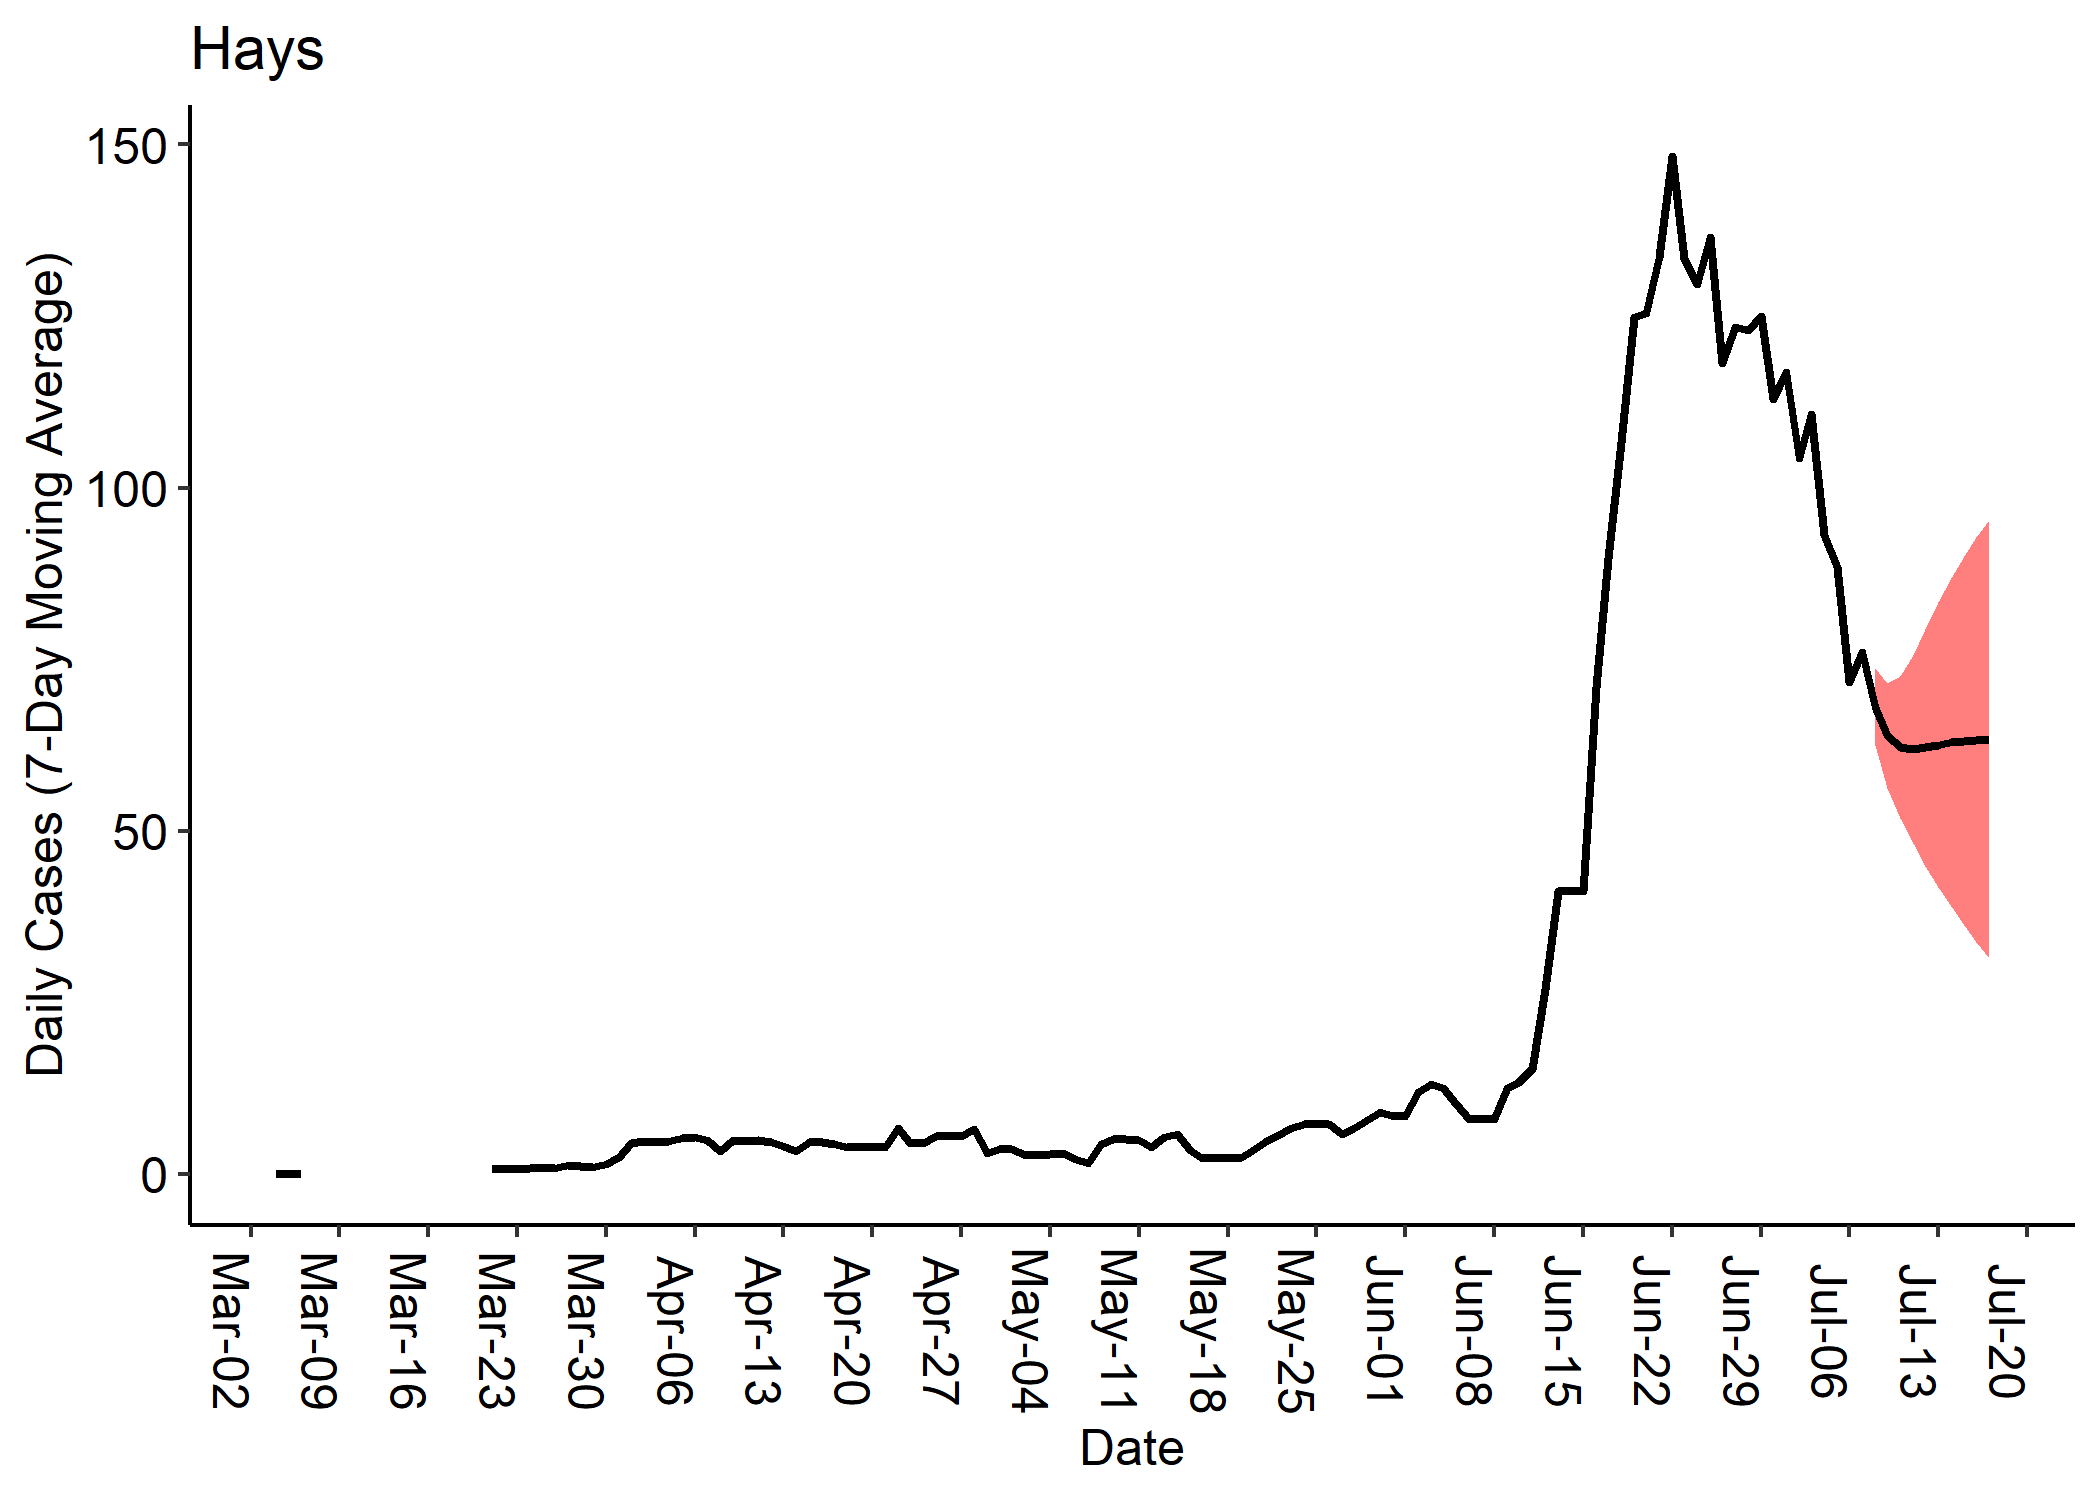 Hays
Daily Cases (7-Day Moving Average)
150
100
50
0
Mar-02
Mar-09
Mar-16
Mar-23
Mar-30
Apr-06
Apr-13
Apr-20
Apr-27
May-04
May-11
May-18
May-25
Jun-01
Jun-08
Jun-15
Jun-22
Jun-29
Jul-06
Jul-13
Jul-20
Date